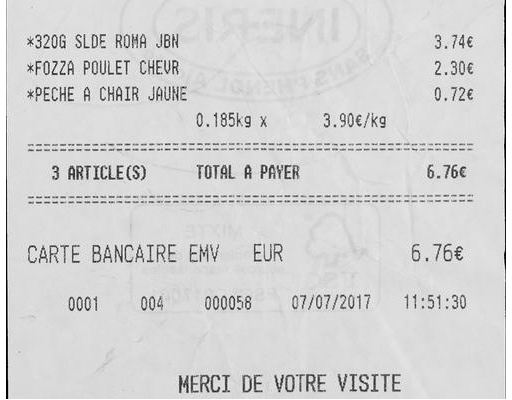 *320G SLDE ROMA JBN 3.74€
*FOZZA POULET CHEVR 2.30€
*PECHE A CHAIR JAUNE 0.72€
0.185kg x 3.90€/kg
================================================
3 ARTICLE(S) TOTAL A PAYER 6.76€
================================================
CARTE BANCAIRE EMV EUR 6.76€
0001 004 000058 07/07/2017 11:51:30
MERCI DE VOTRE VISITE